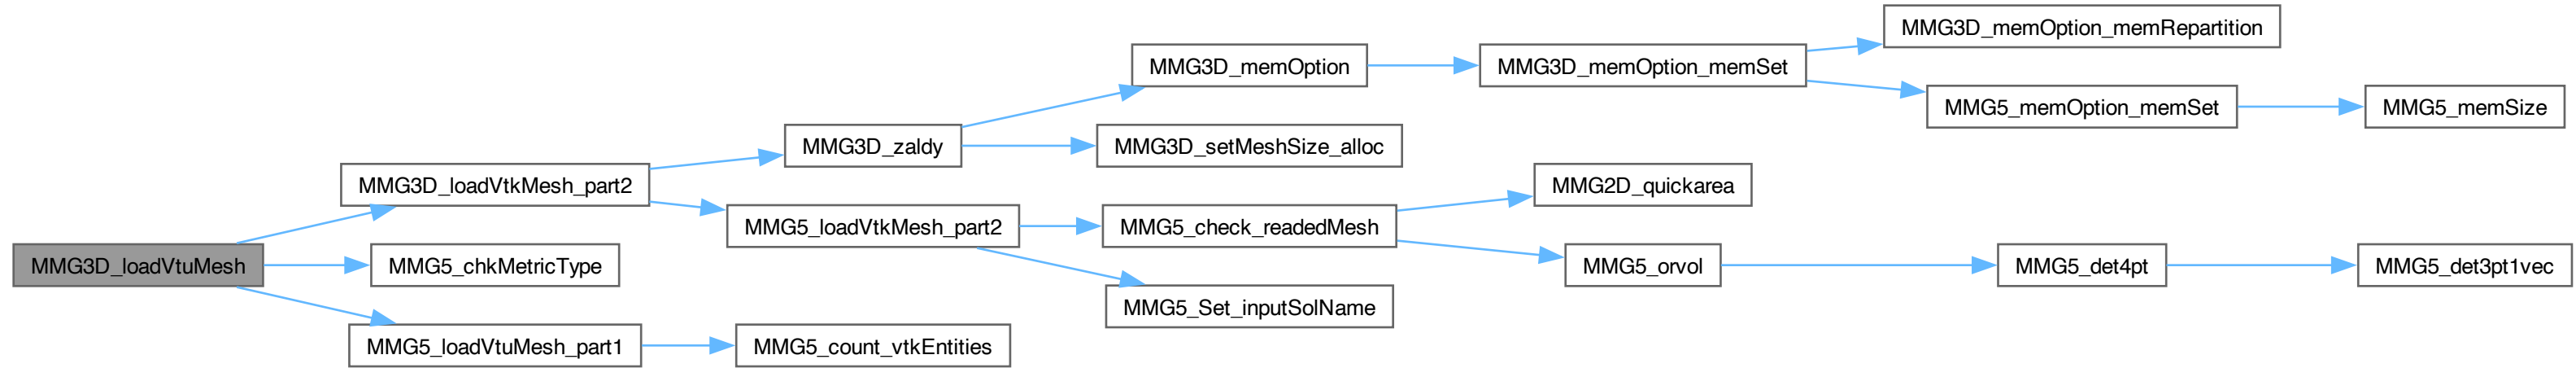 MMG3D_loadVtuMesh
MMG3D_loadVtkMesh_part2
MMG5_chkMetricType
MMG5_loadVtuMesh_part1
MMG3D_zaldy
MMG5_loadVtkMesh_part2
MMG5_count_vtkEntities
MMG3D_memOption
MMG3D_setMeshSize_alloc
MMG5_check_readedMesh
MMG5_Set_inputSolName
MMG3D_memOption_memSet
MMG2D_quickarea
MMG5_orvol
MMG3D_memOption_memRepartition
MMG5_memOption_memSet
MMG5_det4pt
MMG5_memSize
MMG5_det3pt1vec